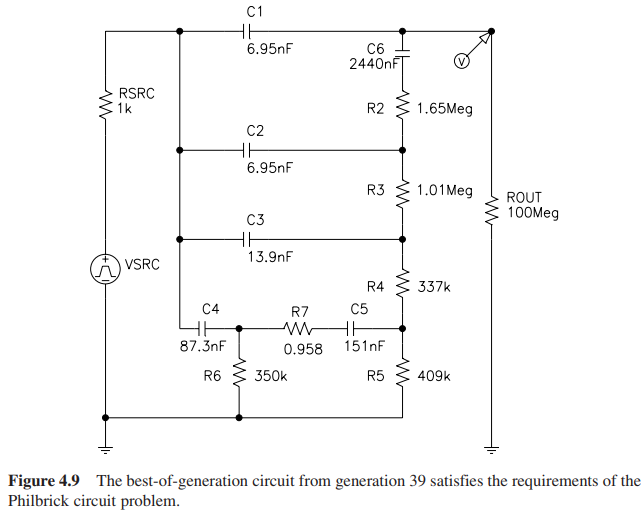 C1
6.95nF
C6
2440nF
V
RSRC
1k
R2 1.65Meg
C2
6.95nF
R3 1.01Meg
ROUT
100Meg
C3
13.9nF
+
VSRC
R4 337k
C4 R7 C5
87.3nF 0.958 151nF
R6 350k R5 409k
Figure 4.9 The best-of-generation circuit from generation 39 satisfies the requirements of the
Philbrick circuit problem.